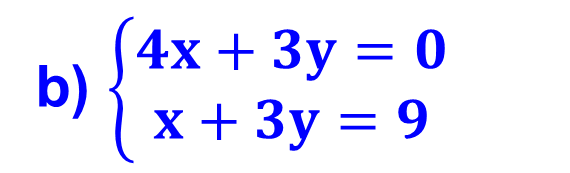 b) { 4x + 3y = 0
x + 3y = 9